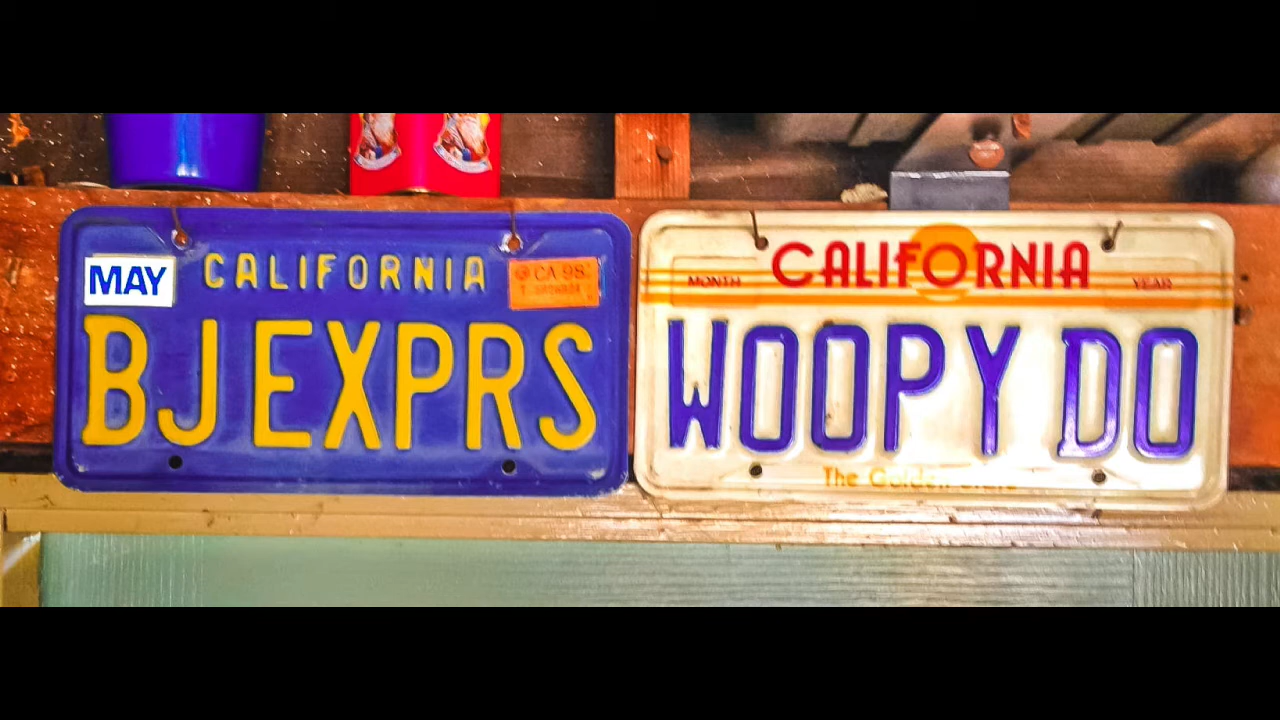 CALIFORNIA
MAY
CA 98
BJ EXPRS
CALIFORNIA
MONTH
YEAR
WOOPY DO
The Golden State